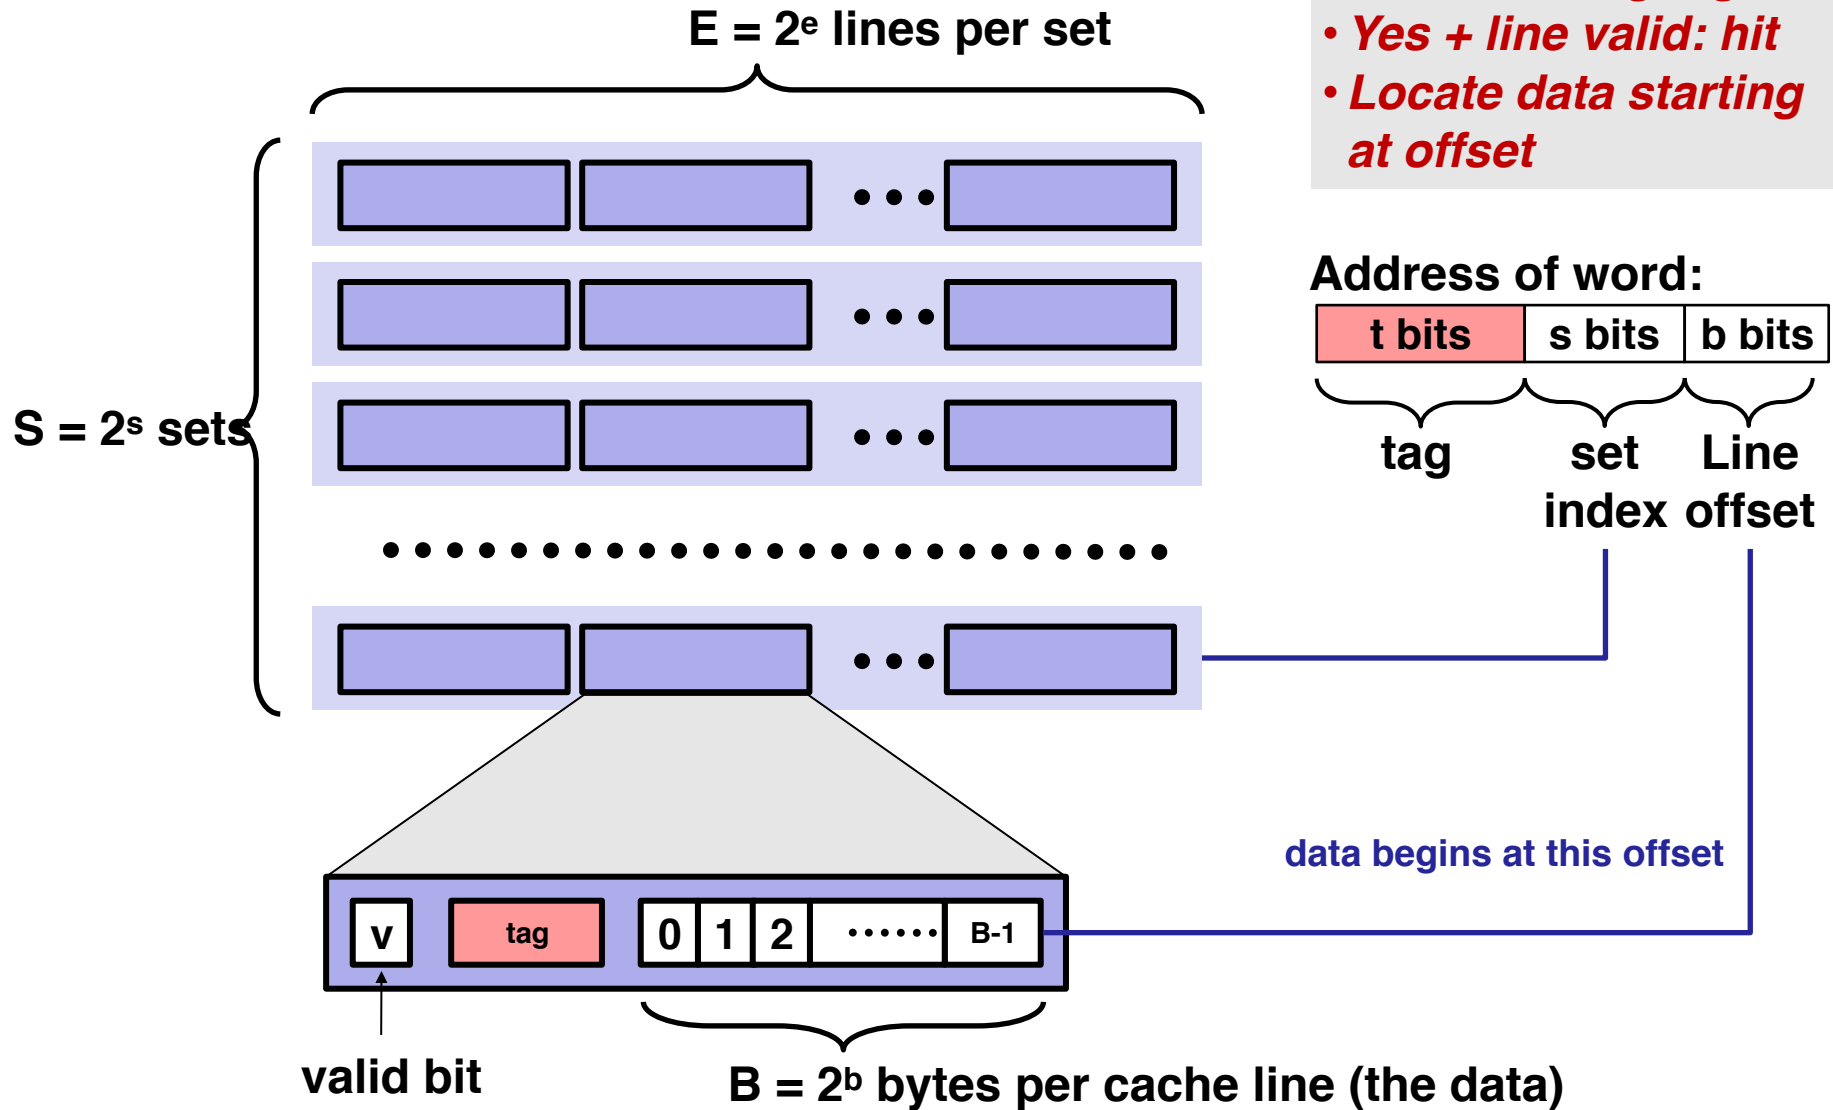 E = 2ᵉ lines per set
• Yes + line valid: hit
• Locate data starting
at offset
Address of word:
t bits s bits b bits
S = 2ˢ sets
tag set Line
index offset
data begins at this offset
v tag 0 1 2 •••••• B-1
valid bit
B = 2ᵇ bytes per cache line (the data)